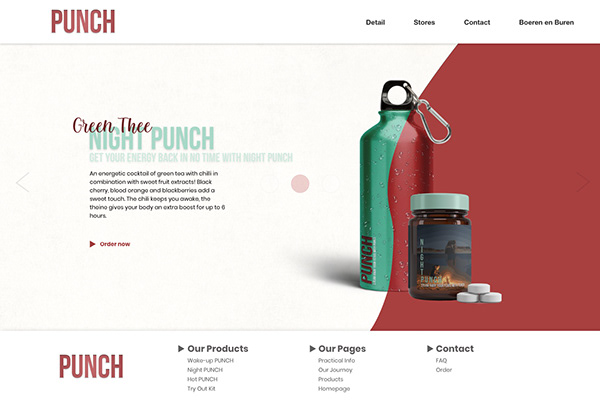 PUNCH
Detail
Stores
Contact
Boeren en Buren
Green Thee
NIGHT PUNCH
GET YOUR ENERGY BACK IN NO TIME WITH NIGHT PUNCH
An energetic cocktail of green tea with chilli in
combination with sweet fruit extracts! Black
cherry, blood orange and blackberries add a
sweet touch. The chili keeps you awake, the
theine gives your body an extra boost for up to 6
hours.
Order now
PUNCH
NIGHT
PUNCH
PUNCH
Our Products
Wake-up PUNCH
Night PUNCH
Hot PUNCH
Try Out Kit
Our Pages
Practical Info
Our Journey
Products
Homepage
Contact
FAQ
Order